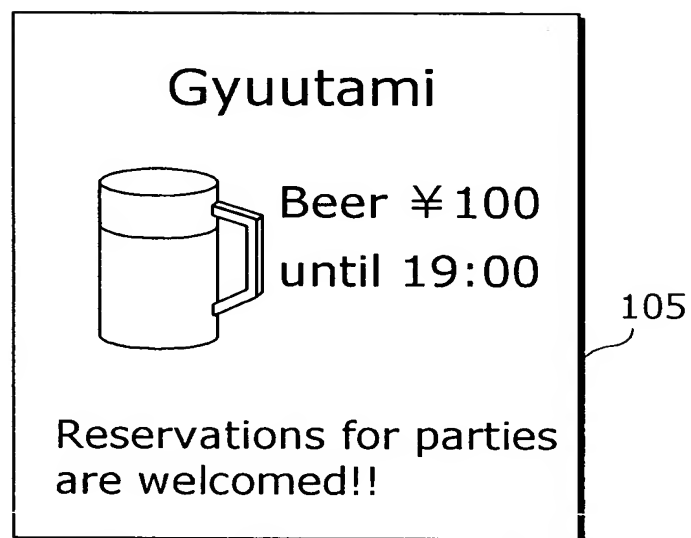 Gyuutami
Beer ¥100
until 19:00
105
Reservations for parties
are welcomed!!